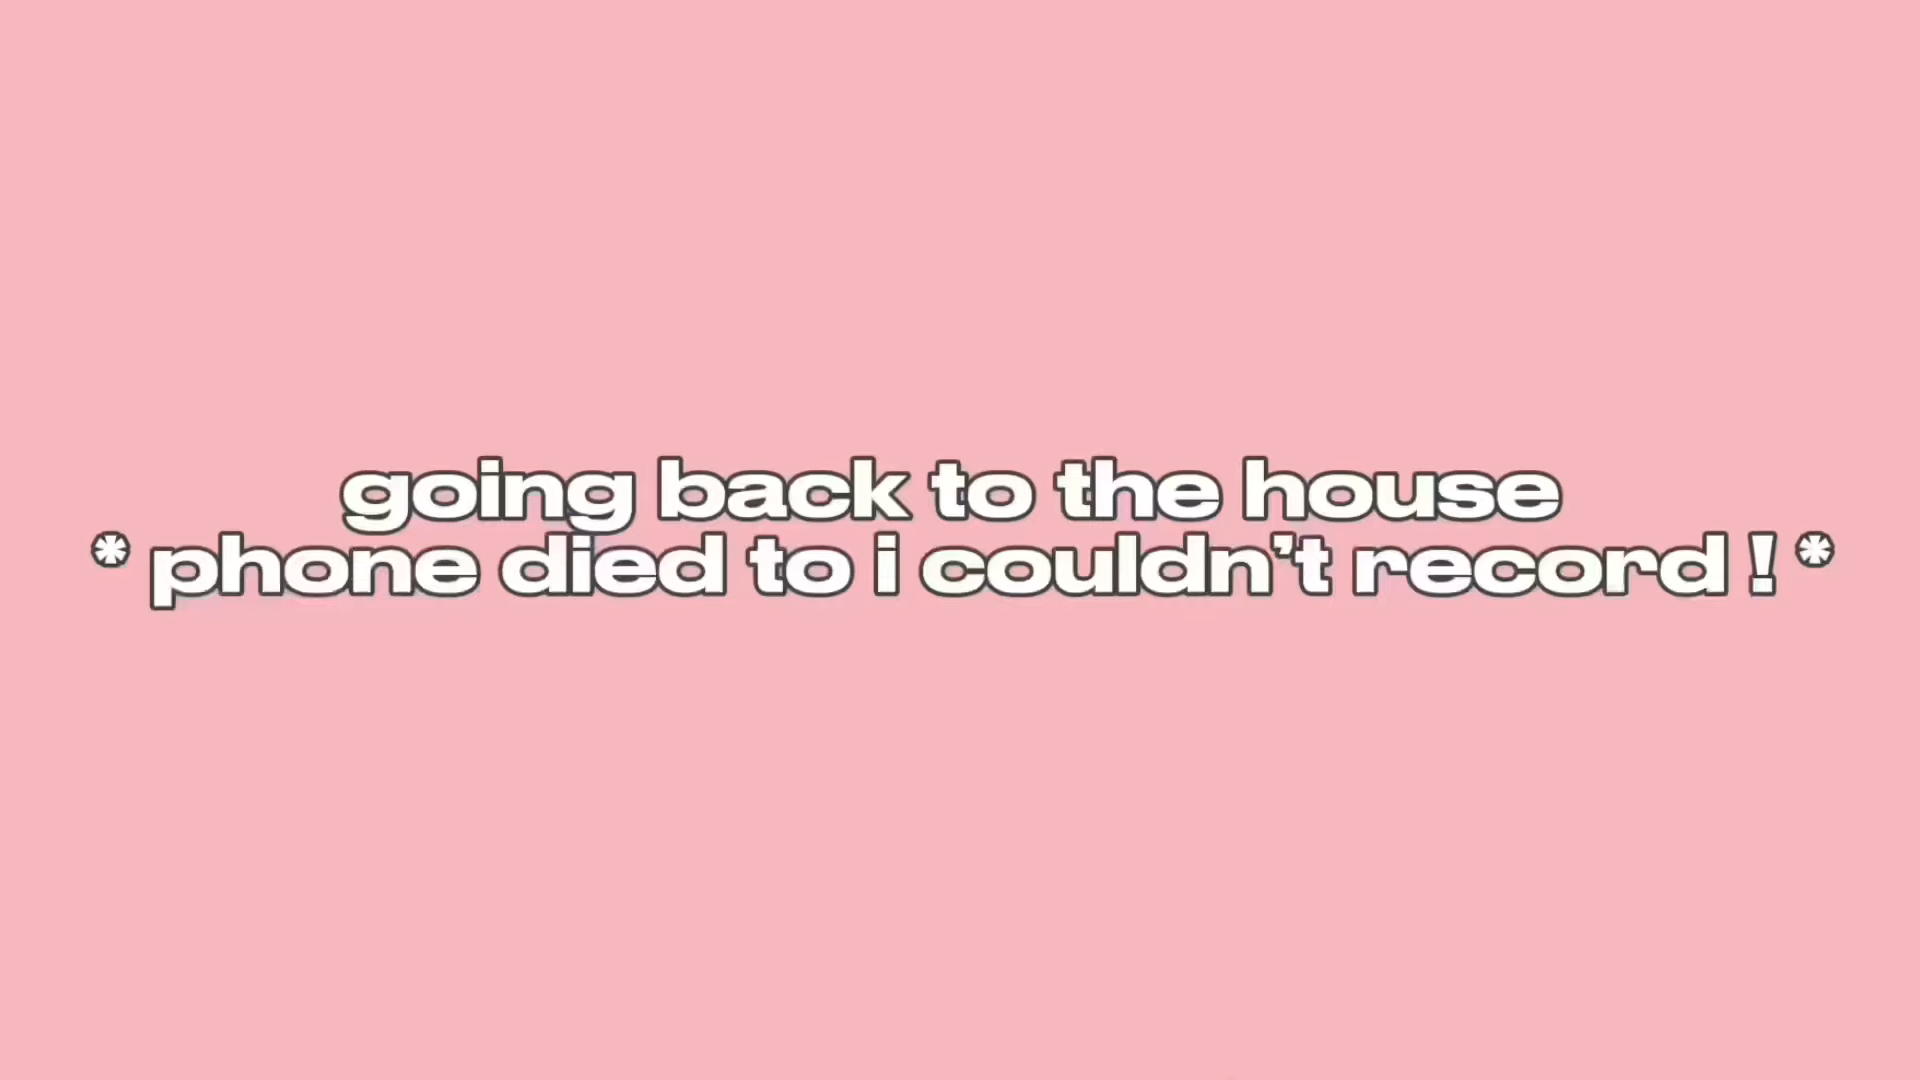 going back to the house
* phone died to i couldn't record ! *